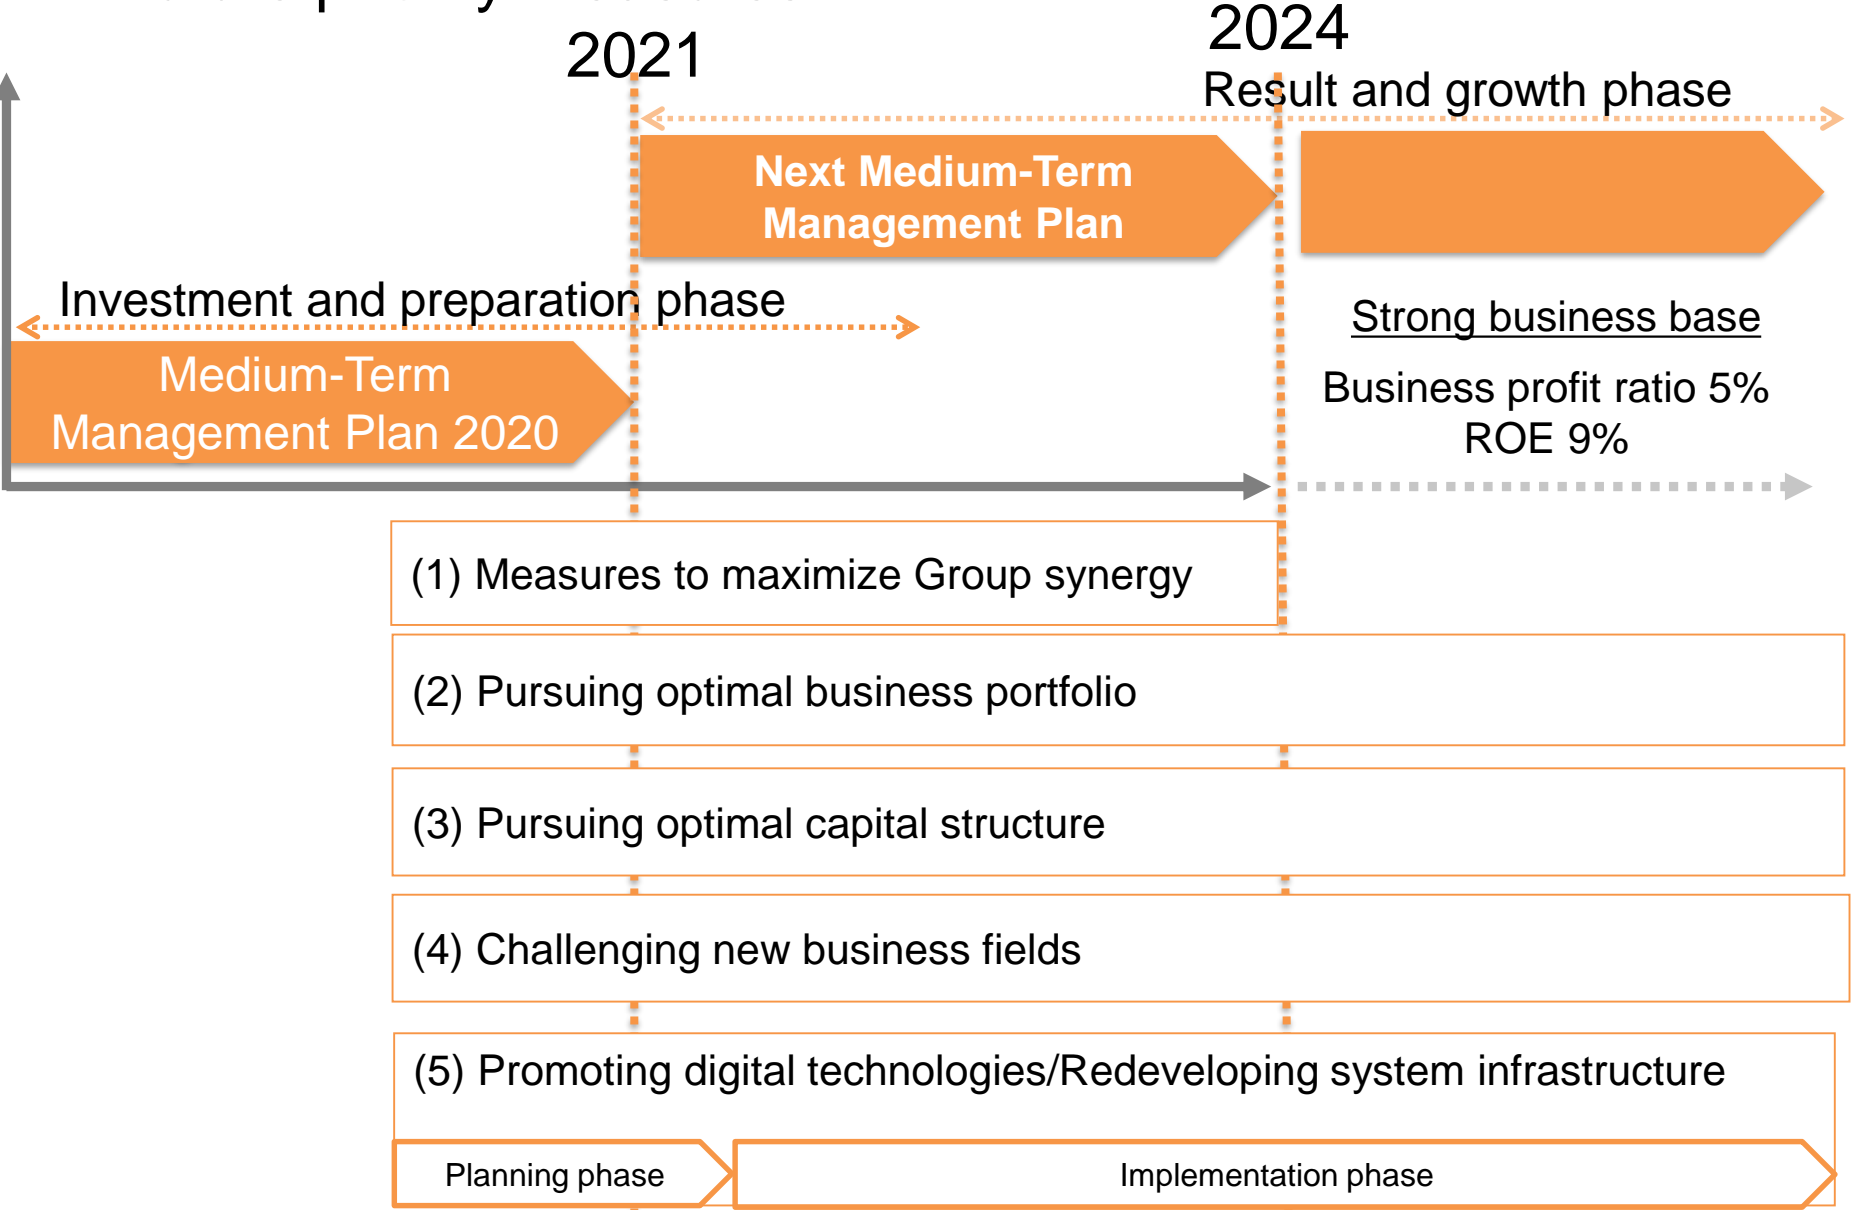 2021
2024
Result and growth phase
Next Medium-Term
Management Plan
Investment and preparation phase
Medium-Term
Management Plan 2020
Strong business base
Business profit ratio 5%
ROE 9%
(1) Measures to maximize Group synergy
(2) Pursuing optimal business portfolio
(3) Pursuing optimal capital structure
(4) Challenging new business fields
(5) Promoting digital technologies/Redeveloping system infrastructure
Planning phase
Implementation phase